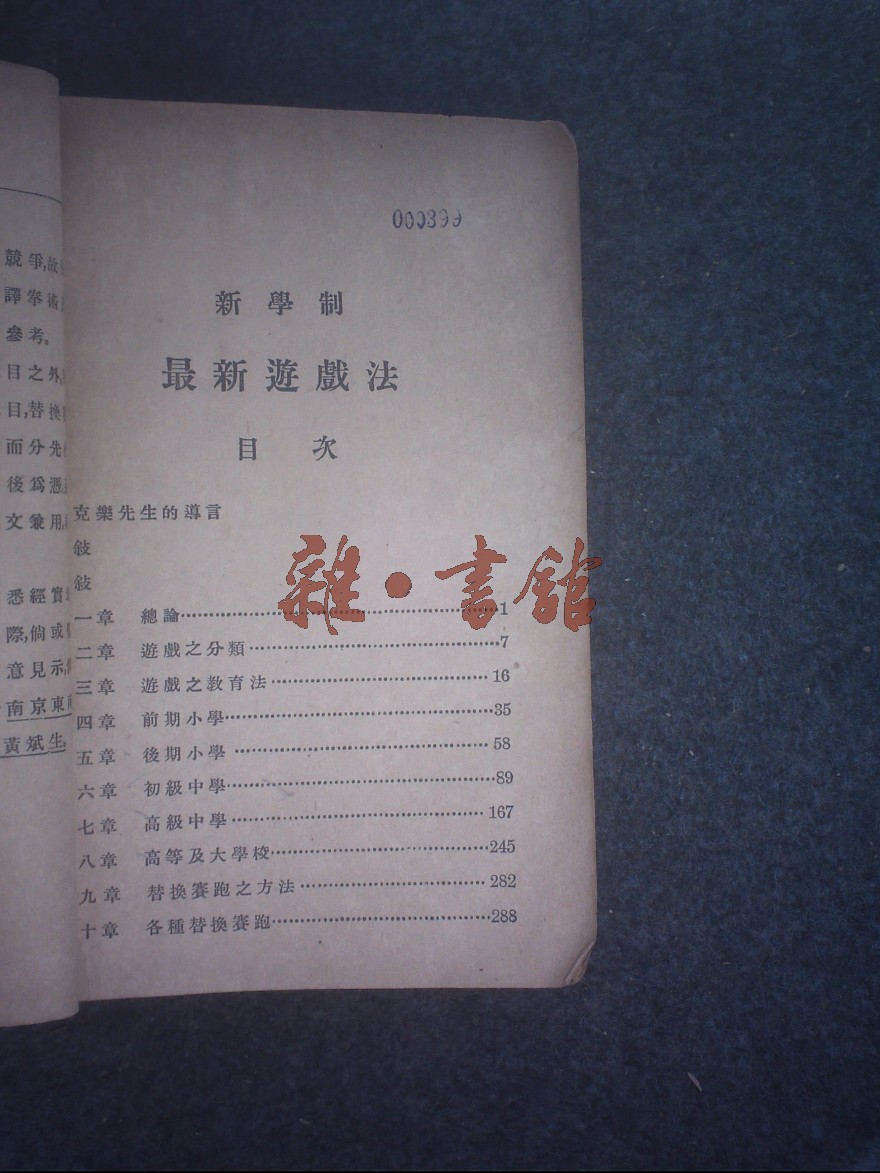 000399
新學制
最新遊戲法
目次
克樂先生的導言
敍
敍
一章 總論 1
二章 遊戲之分類 7
三章 遊戲之教育法 16
四章 前期小學 35
五章 後期小學 58
六章 初級中學 89
七章 高級中學 167
八章 高等及大學校 245
九章 替換賽跑之方法 282
十章 各種替換賽跑 288
競爭,故
譯拳術
參考。
目之外,
目,替換
而分先
後爲憑
文兼用,
悉經實
際,倘或
意見示
南京東南
黃斌生
雜·書館